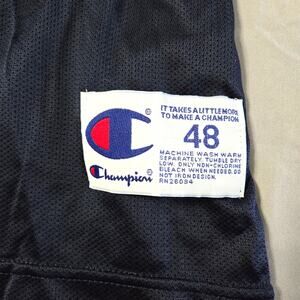 IT TAKES A LITTLE MORE
TO MAKE A CHAMPION
©
48
MACHINE WASH WARM
SEPARATELY. TUMBLE DRY
LOW. ONLY NON-CHLORINE
BLEACH WHEN NEEDED. DO
NOT IRON DESIGN.
RN26094
Champion